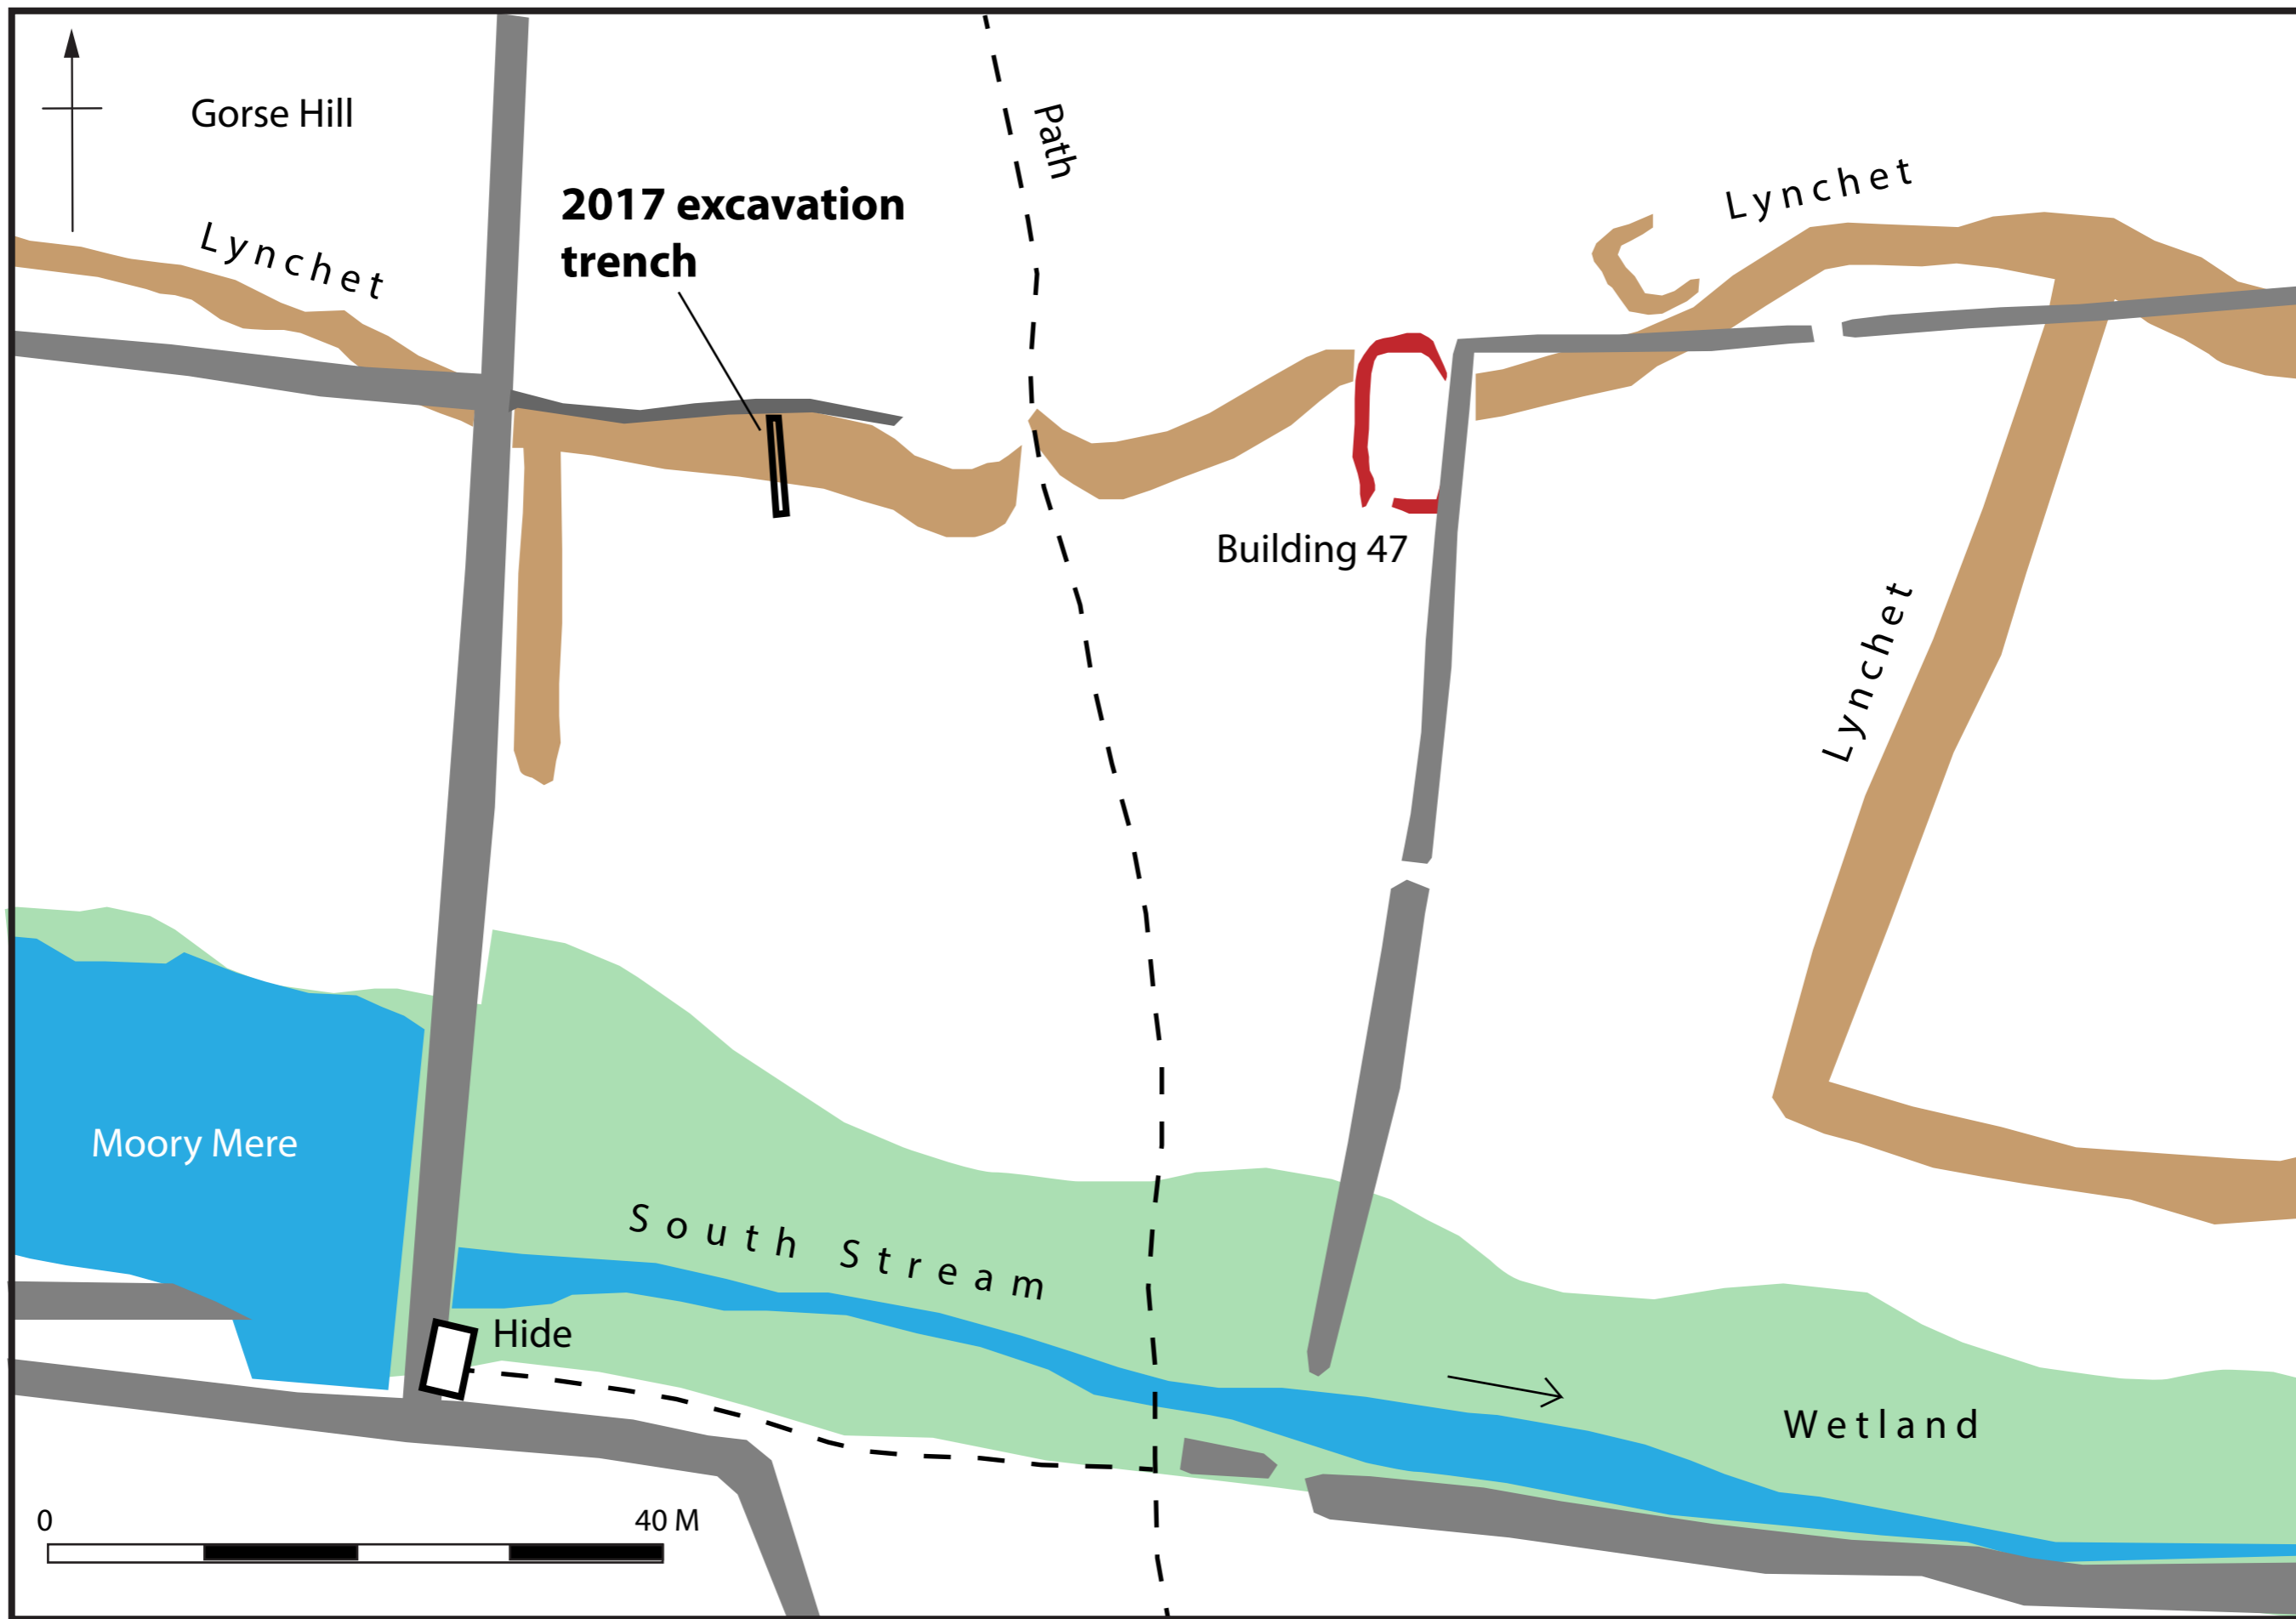 Gorse Hill
Path
2017 excavation
trench
Lynchet
Lynchet
Building 47
Lynchet
Moory Mere
South Stream
Hide
Wetland
0
40 M